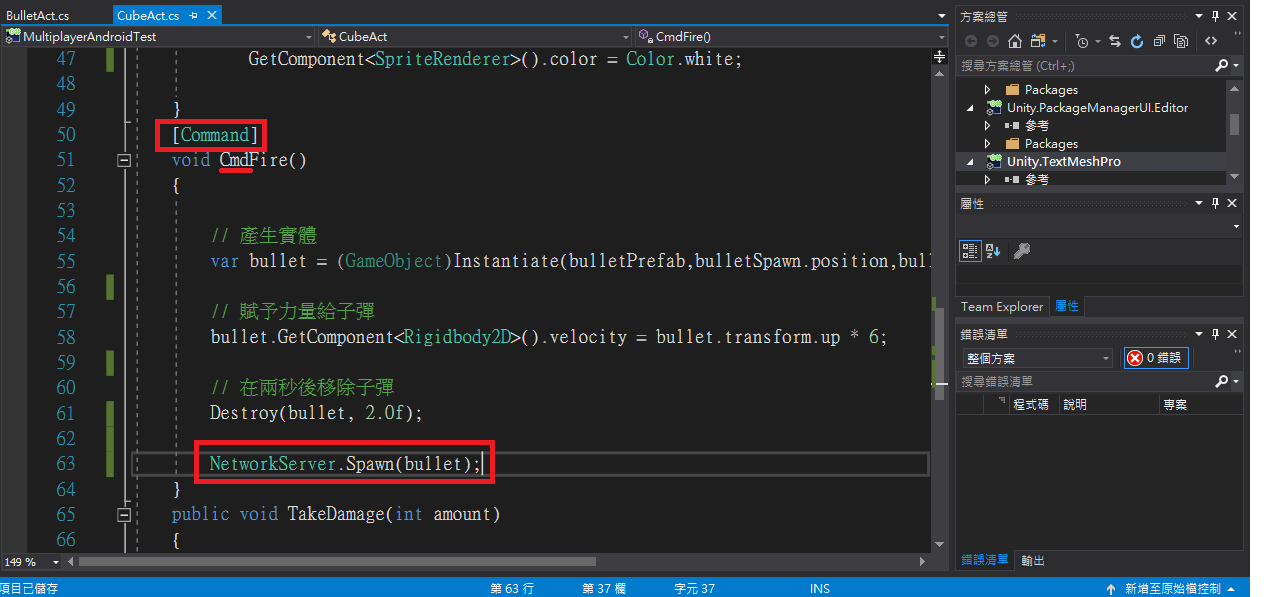 BulletAct.cs CubeAct.cs
MultiplayerAndroidTest CubeAct CmdFire()
47 GetComponent<SpriteRenderer>().color = Color.white;
48
49 }
50 [Command]
51 void CmdFire()
52 {
53
54 // 產生實體
55 var bullet = (GameObject)Instantiate(bulletPrefab,bulletSpawn.position,bul
56
57 // 賦予力量給子彈
58 bullet.GetComponent<Rigidbody2D>().velocity = bullet.transform.up * 6;
59
60 // 在兩秒後移除子彈
61 Destroy(bullet, 2.0f);
62
63 NetworkServer.Spawn(bullet);
64 }
65 public void TakeDamage(int amount)
66 {
149 %
方案總管
搜尋方案總管 (Ctrl+;)
Packages
Unity.PackageManagerUI.Editor
參考
Packages
Unity.TextMeshPro
參考
屬性
Team Explorer 屬性
錯誤清單
整個方案 0 錯誤
搜尋錯誤清單
程式碼 說明 專案
錯誤清單 輸出
項目已儲存 第 63 行 第 37 欄 字元 37 INS 新增至原始檔控制